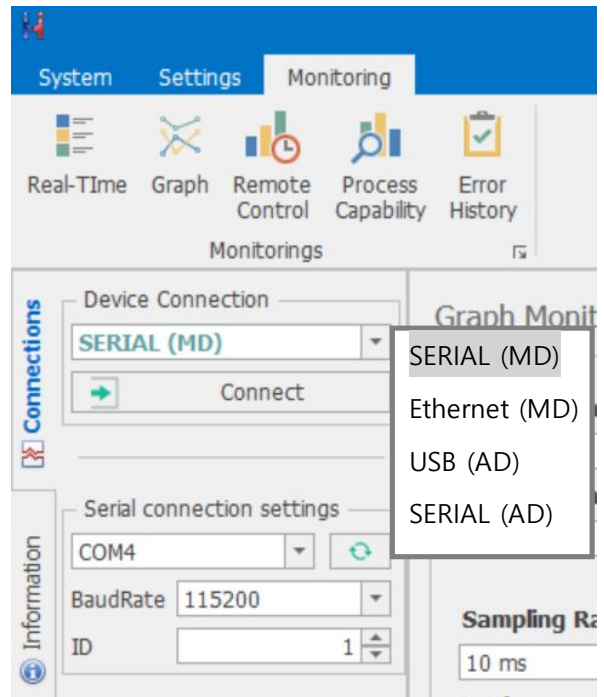 System Settings Monitoring
Real-TIme Graph Remote Control Process Capability Error History
Monitorings
Connections
Information
Device Connection
SERIAL (MD)
Connect
Serial connection settings
COM4
BaudRate 115200
ID 1
Graph Monit
SERIAL (MD)
Ethernet (MD)
USB (AD)
SERIAL (AD)
Sampling Ra
10 ms